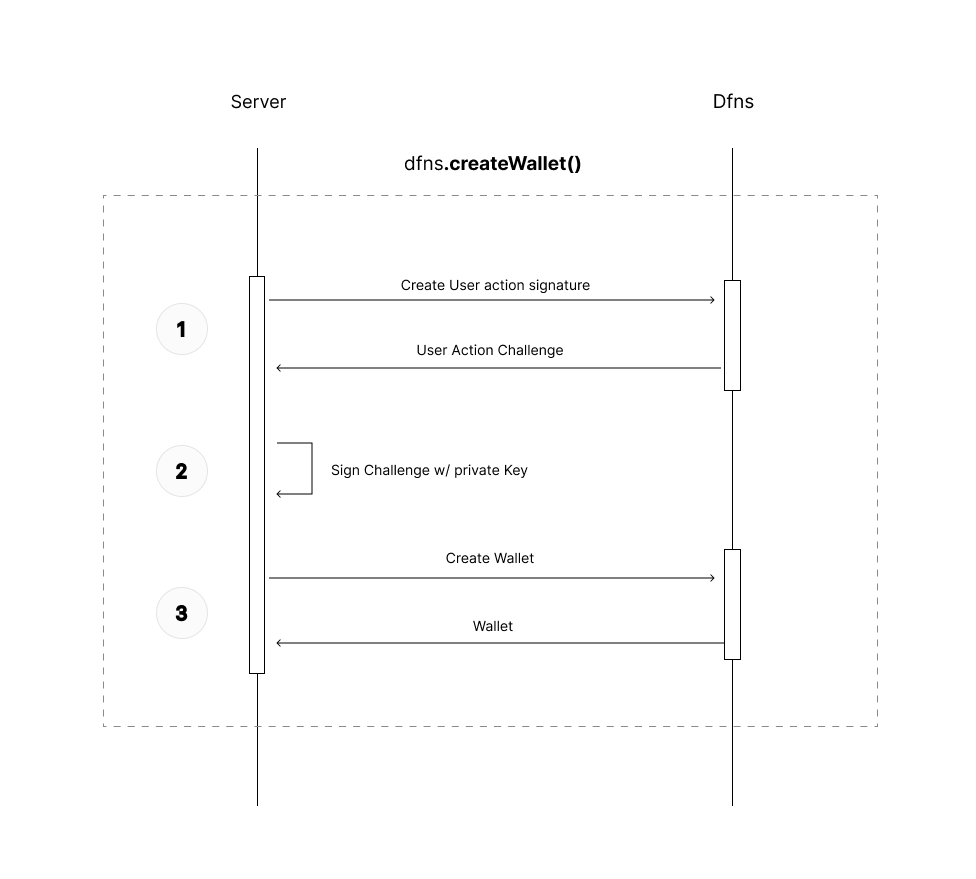 Server
Dfns
dfns.createWallet()
Create User action signature
1
User Action Challenge
2
Sign Challenge w/ private Key
Create Wallet
3
Wallet